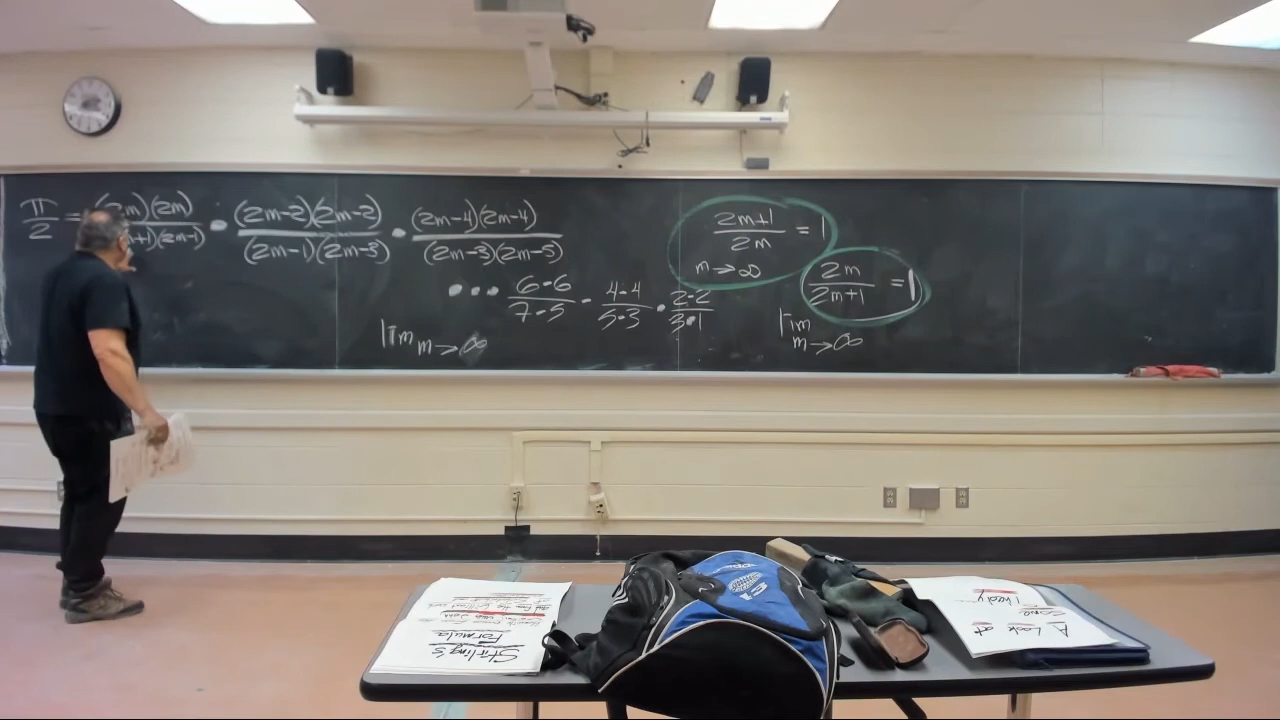 π/2 = (2m)(2m)/(2m+1)(2m-1) • (2m-2)(2m-2)/(2m-1)(2m-3) • (2m-4)(2m-4)/(2m-3)(2m-5)
••• 6·6/7·5 · 4·4/5·3 · 2·2/3·1
lim m→∞
2m+1/2m = 1
m→∞
2m/2m+1 = 1
lim m→∞
Stirling's
Formula
A Look at
Some